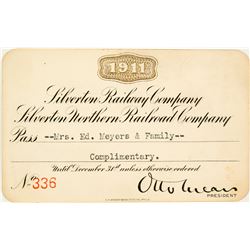 1911
Silverton Railway Company
Silverton Northern Railroad Company
Pass --Mrs. Ed. Meyers & Family--
Complimentary.
Until December 31st unless otherwise ordered
No 336
Otto Mears
PRESIDENT